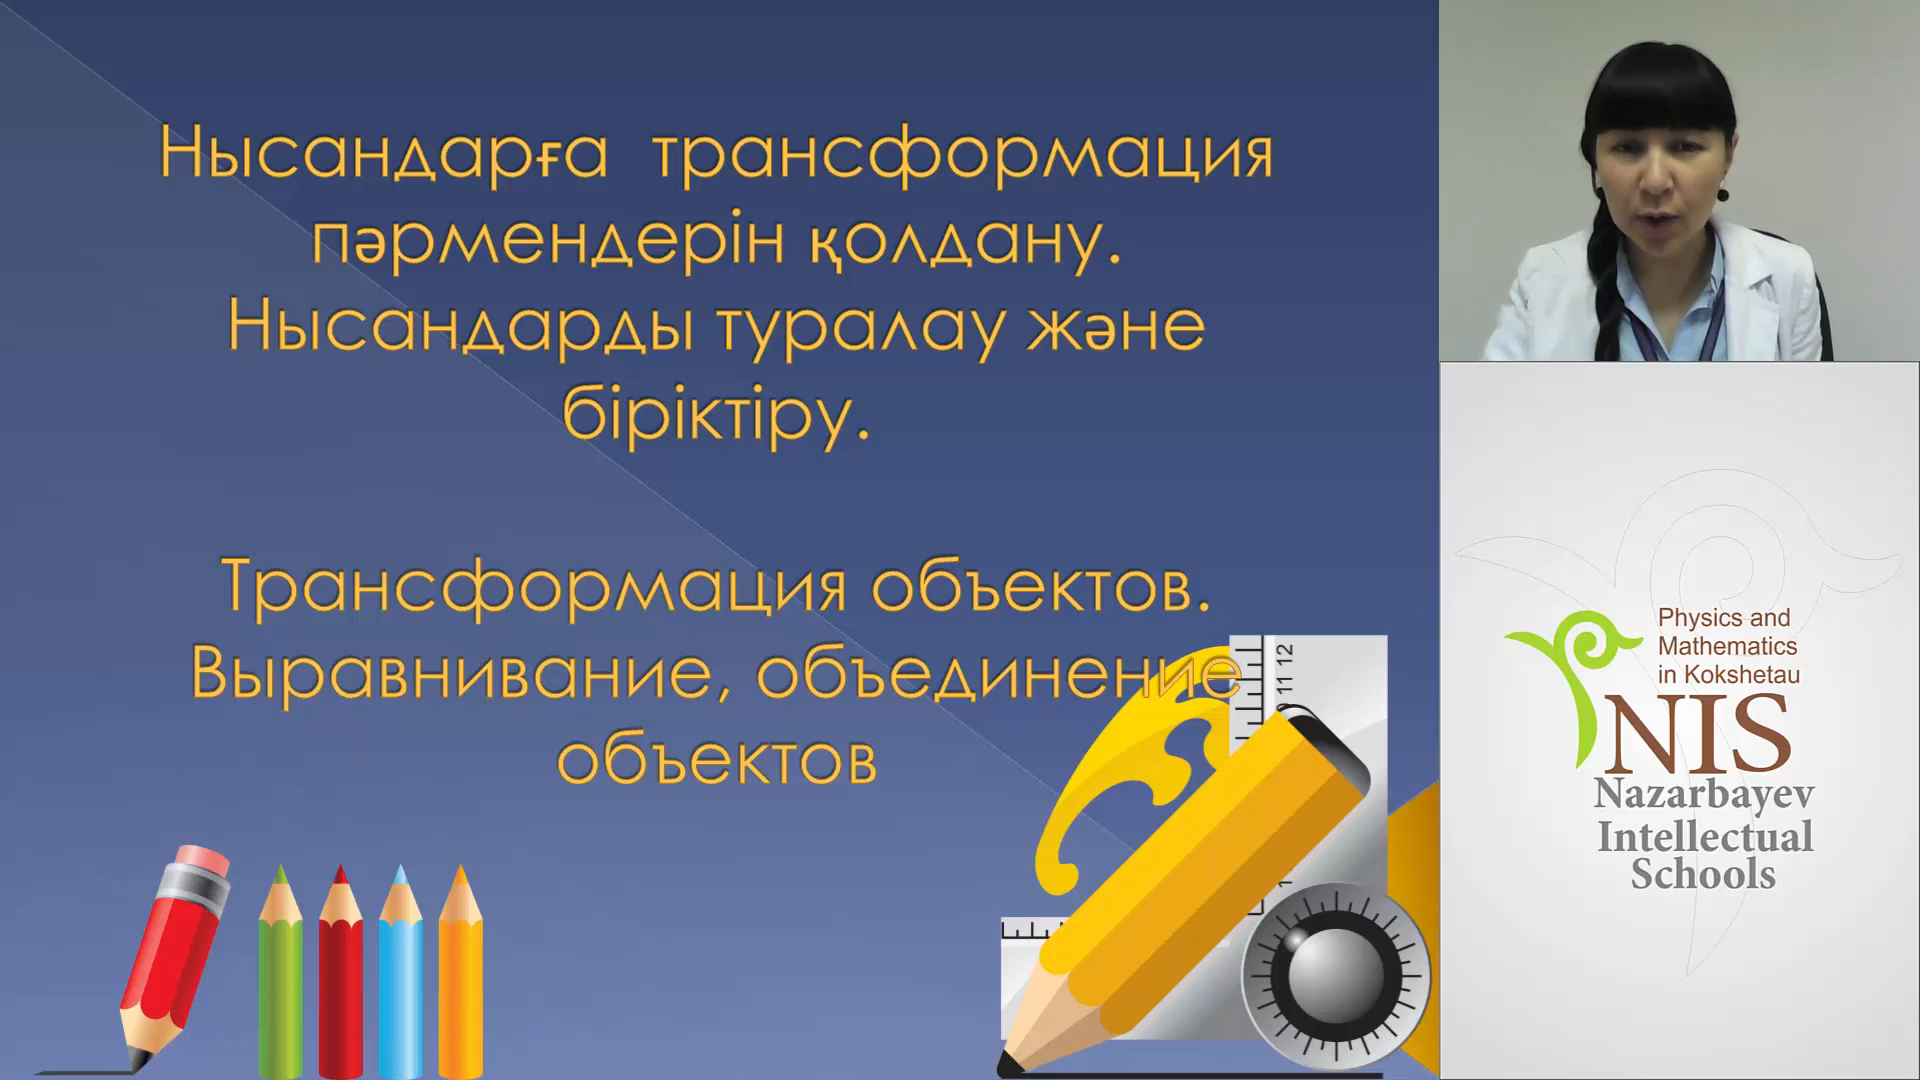 Нысандарға трансформация
пәрмендерін қолдану.
Нысандарды туралау және
біріктіру.
Трансформация объектов.
Выравнивание, объединение
объектов
12
11
1
Physics and
Mathematics
in Kokshetau
NIS
Nazarbayev
Intellectual
Schools